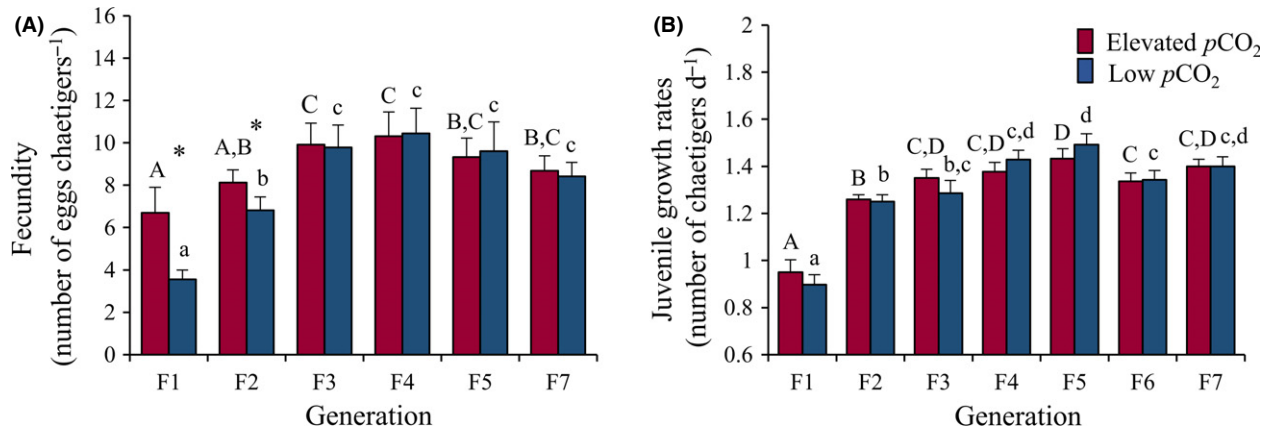 (A)
Fecundity
(number of eggs chaetigers⁻¹)
16
14
12
10
8
6
4
2
0
A
*
a
A,B
*
b
C
c
C
c
B,C
c
B,C
c
F1 F2 F3 F4 F5 F7
Generation
(B)
Juvenile growth rates
(number of chaetigers d⁻¹)
2
1.8
1.6
1.4
1.2
1
0.8
0.6
Elevated pCO₂
Low pCO₂
A
a
B
b
C,D
b,c
C,D
c,d
D
d
C
c
C,D
c,d
F1 F2 F3 F4 F5 F6 F7
Generation